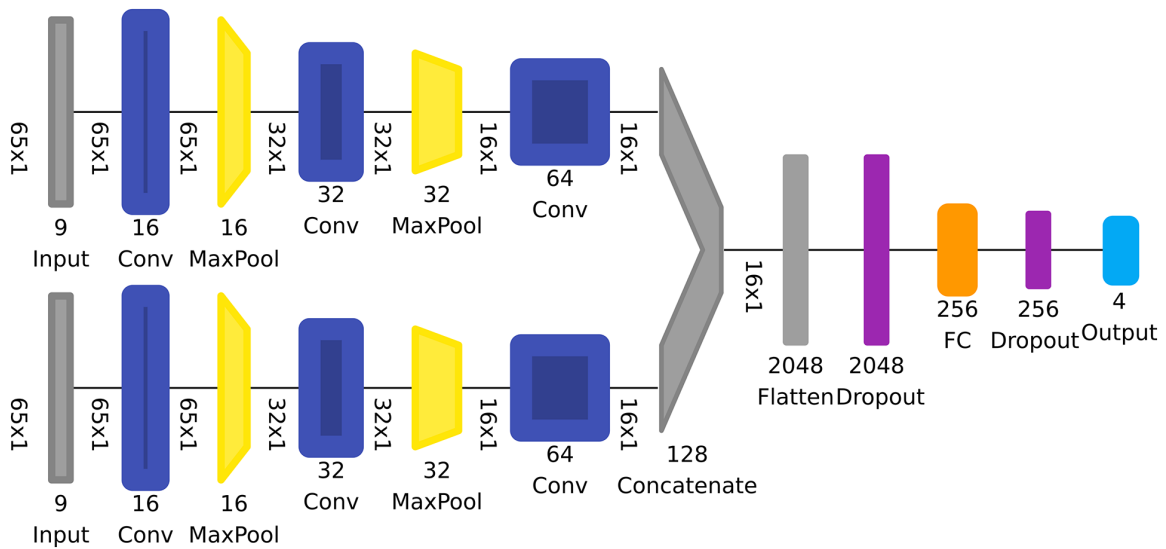 65x1
65x1
65x1
32x1
32x1
16x1
16x1
9
Input
16
Conv
16
MaxPool
32
Conv
32
MaxPool
64
Conv
65x1
65x1
65x1
32x1
32x1
16x1
16x1
9
Input
16
Conv
16
MaxPool
32
Conv
32
MaxPool
64
Conv
128
Concatenate
16x1
2048
Flatten
2048
Dropout
256
FC
256
Dropout
4
Output